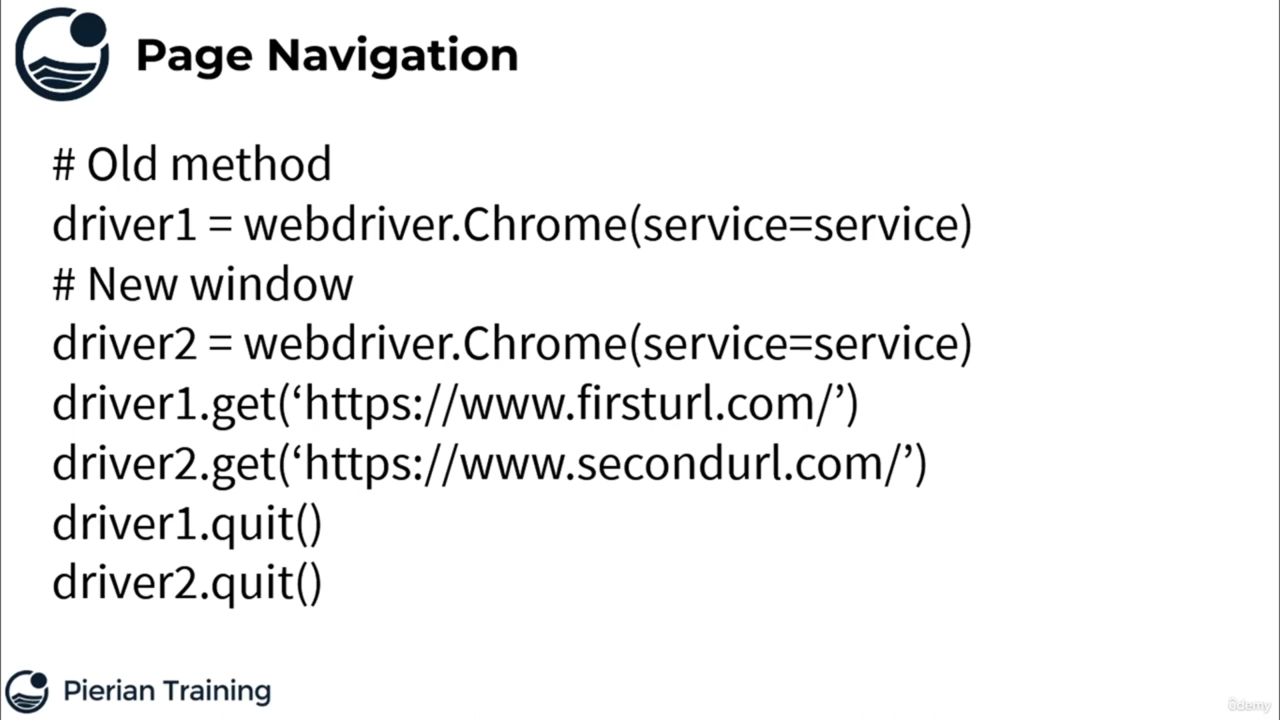 Page Navigation
# Old method
driver1 = webdriver.Chrome(service=service)
# New window
driver2 = webdriver.Chrome(service=service)
driver1.get(‘https://www.firsturl.com/’)
driver2.get(‘https://www.secondurl.com/’)
driver1.quit()
driver2.quit()
Pierian Training
ûdemy